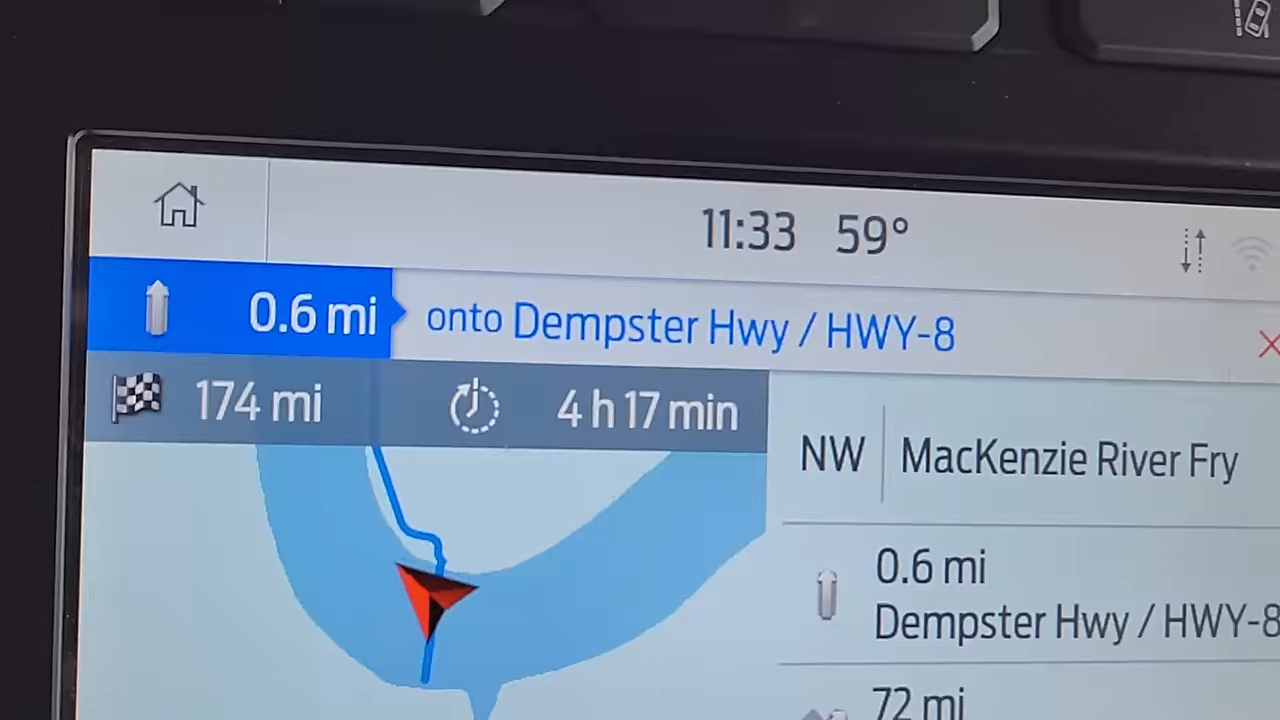 11:33 59°
0.6 mi onto Dempster Hwy / HWY-8
174 mi 4 h 17 min
NW MacKenzie River Fry
0.6 mi
Dempster Hwy / HWY-8
72 mi